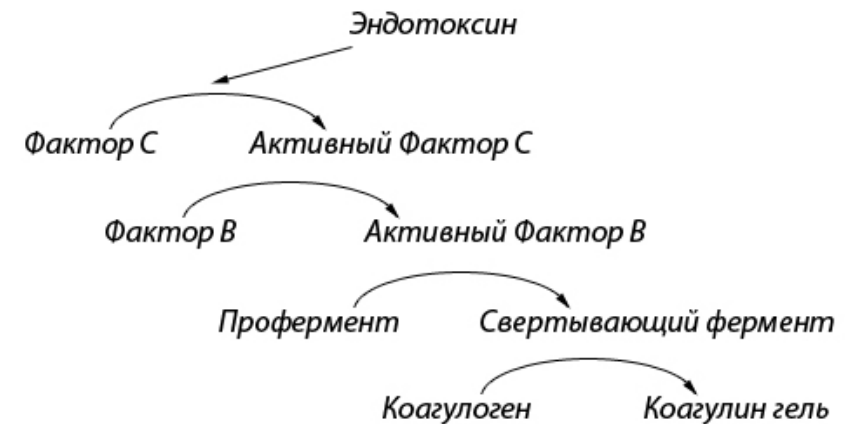 Эндотоксин
Фактор С Активный Фактор С
Фактор В Активный Фактор В
Профермент Свертывающий фермент
Коагулоген Коагулин гель